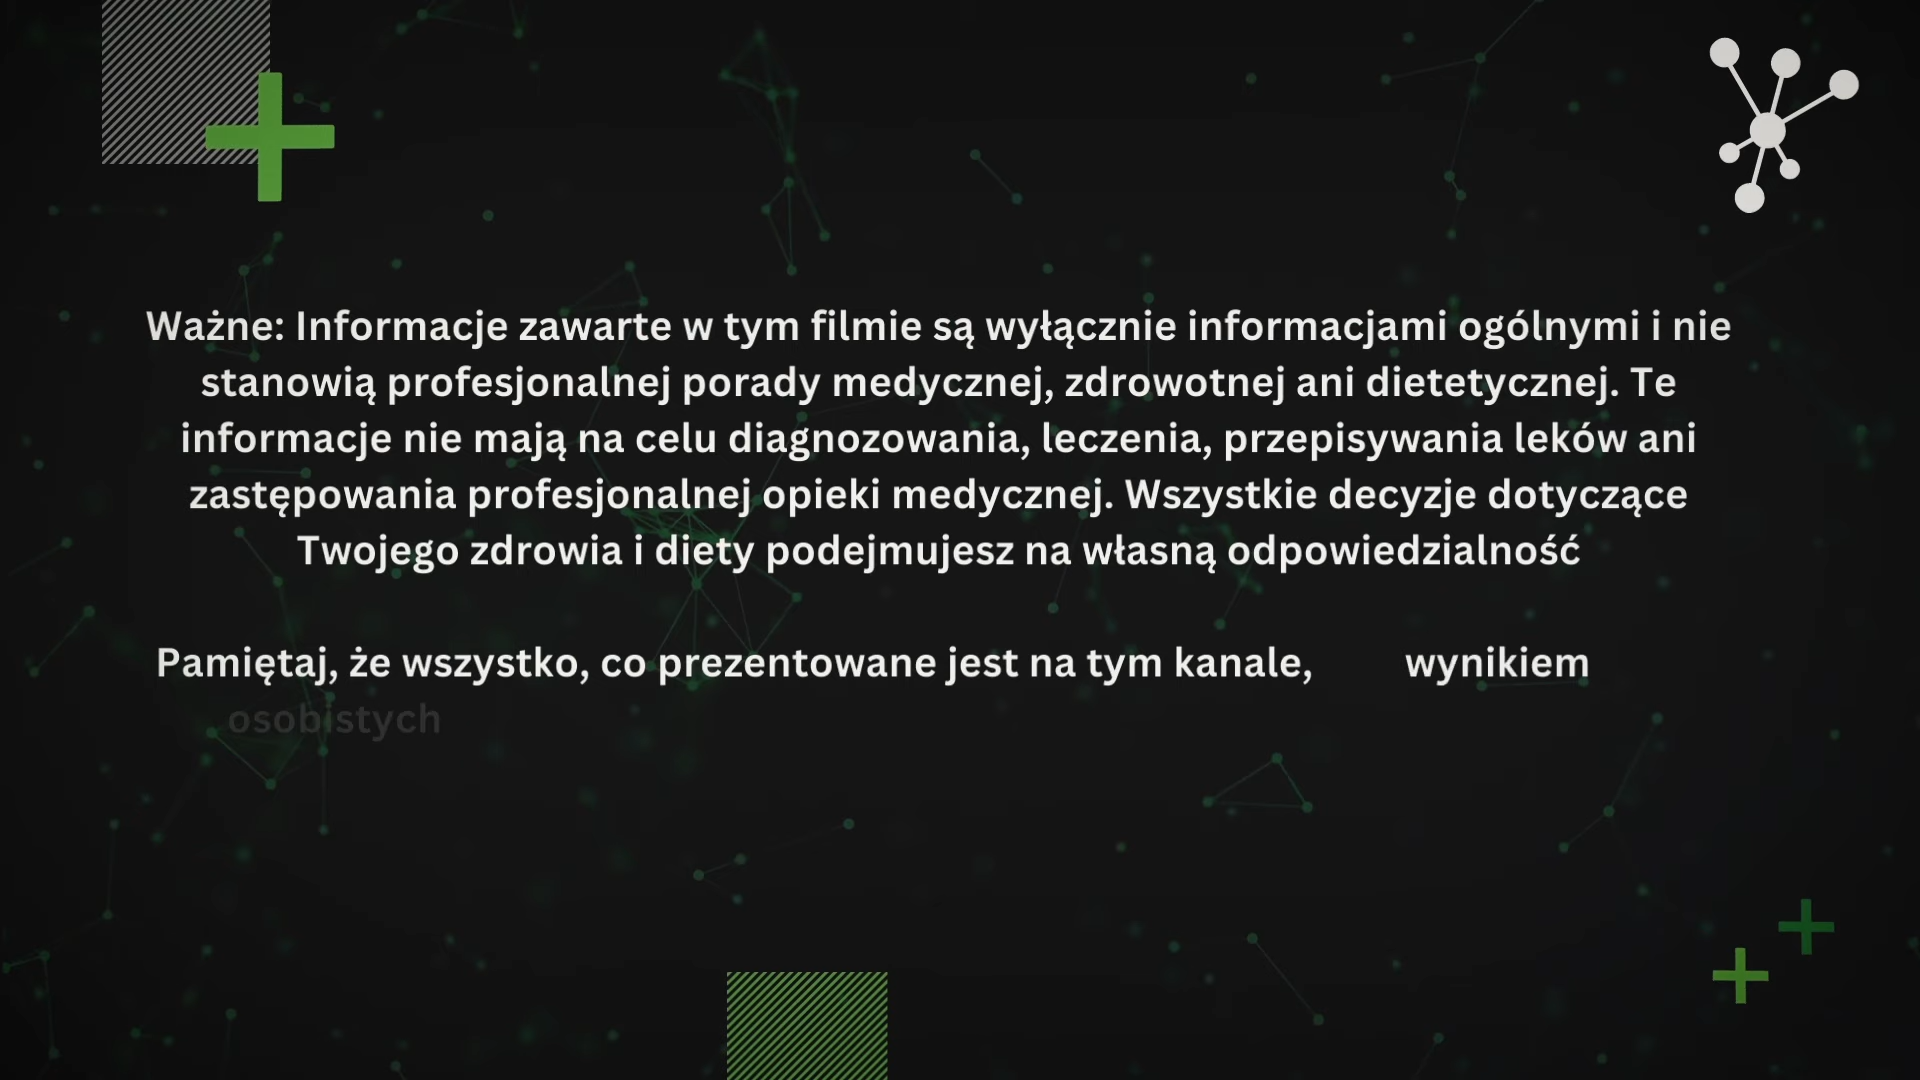 Ważne: Informacje zawarte w tym filmie są wyłącznie informacjami ogólnymi i nie
stanowią profesjonalnej porady medycznej, zdrowotnej ani dietetycznej. Te
informacje nie mają na celu diagnozowania, leczenia, przepisywania leków ani
zastępowania profesjonalnej opieki medycznej. Wszystkie decyzje dotyczące
Twojego zdrowia i diety podejmujesz na własną odpowiedzialność
Pamiętaj, że wszystko, co prezentowane jest na tym kanale, wynikiem
osobistych